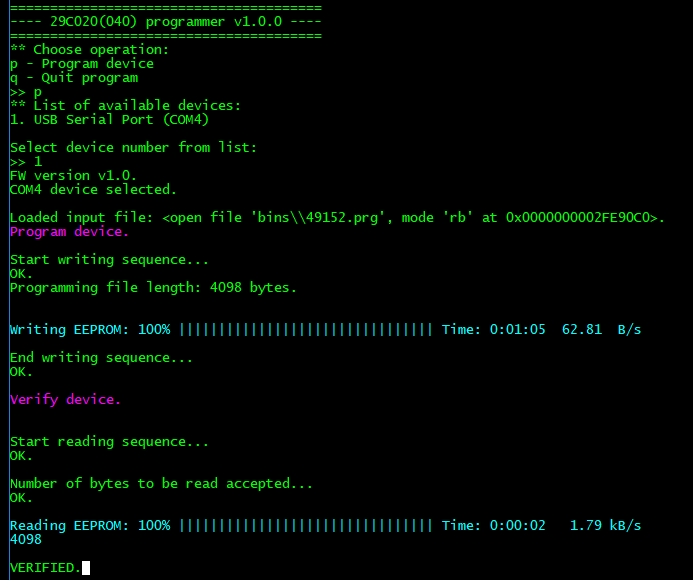 =======================================
---- 29C020(040) programmer v1.0.0 ----
=======================================
** Choose operation:
p - Program device
q - Quit program
>> p
** List of available devices:
1. USB Serial Port (COM4)
Select device number from list:
>> 1
FW version v1.0.
COM4 device selected.
Loaded input file: <open file 'bins\\49152.prg', mode 'rb' at 0x0000000002FE90C0>.
Program device.
Start writing sequence...
OK.
Programming file length: 4098 bytes.
Writing EEPROM: 100% |||||||||||||||||||||||||||||||| Time: 0:01:05  62.81  B/s
End writing sequence...
OK.
Verify device.
Start reading sequence...
OK.
Number of bytes to be read accepted...
OK.
Reading EEPROM: 100% |||||||||||||||||||||||||||||||| Time: 0:00:02   1.79 kB/s
4098
VERIFIED.